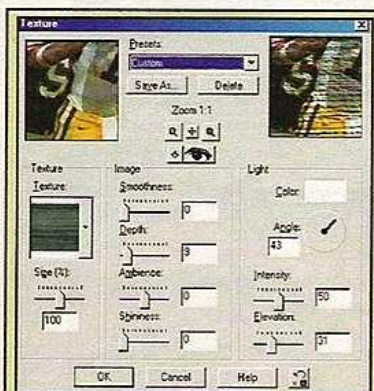 Texture
Presets:
Custom
Save As...
Delete
Zoom 1:1
Texture
Texture:
Size (%):
100
Image
Smoothness:
0
Depth:
9
Ambience:
0
Shininess:
0
Light
Color:
Angle:
43
Intensity:
50
Elevation:
31
OK
Cancel
Help